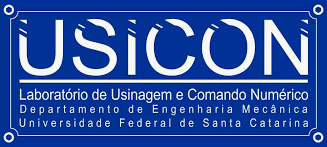 USICON
Laboratório de Usinagem e Comando Numérico
Departamento de Engenharia Mecânica
Universidade Federal de Santa Catarina